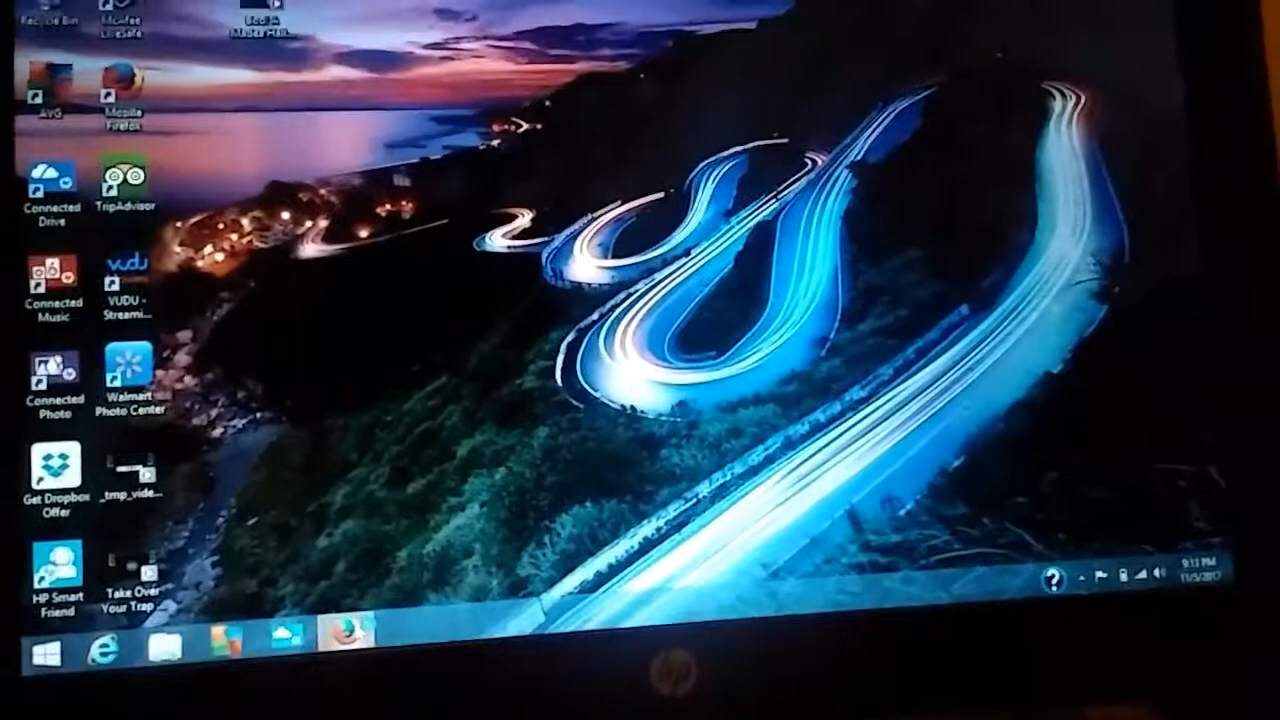 Recycle Bin
McAfee
LiveSafe
AVG
Mozilla
Firefox
Connected
Drive
TripAdvisor
Connected
Music
vudu
VUDU -
Streami...
Connected
Photo
Walmart
Photo Center
Get Dropbox
Offer
_tmp_vide...
HP Smart
Friend
Take Over
Your Trap...
?
9:13 PM
11/5/2017
hp